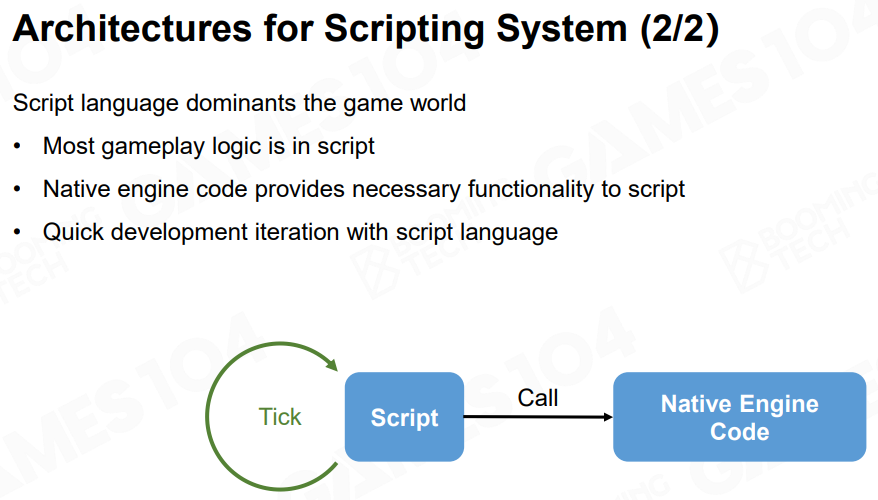 Architectures for Scripting System (2/2)
Script language dominants the game world
• Most gameplay logic is in script
• Native engine code provides necessary functionality to script
• Quick development iteration with script language
Tick
Script
Call
Native Engine
Code
GAMES104
BOOMING
TECH